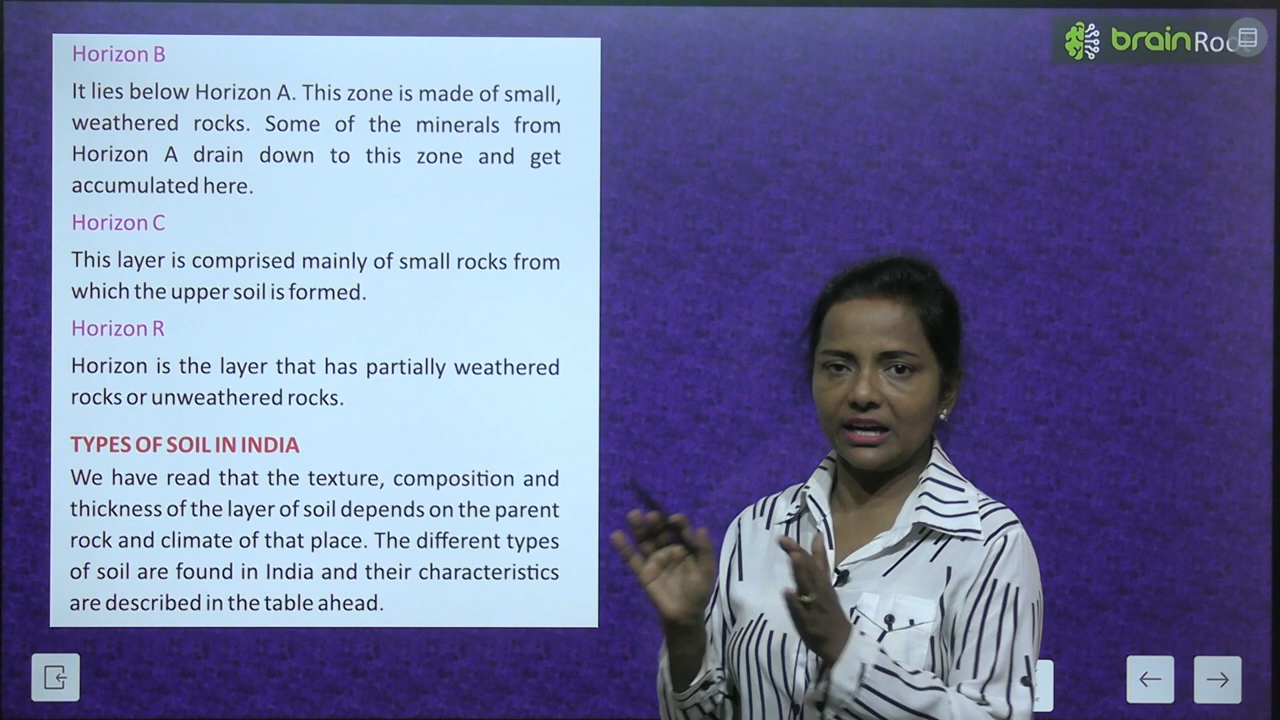 Horizon B
It lies below Horizon A. This zone is made of small,
weathered rocks. Some of the minerals from
Horizon A drain down to this zone and get
accumulated here.
Horizon C
This layer is comprised mainly of small rocks from
which the upper soil is formed.
Horizon R
Horizon is the layer that has partially weathered
rocks or unweathered rocks.
TYPES OF SOIL IN INDIA
We have read that the texture, composition and
thickness of the layer of soil depends on the parent
rock and climate of that place. The different types
of soil are found in India and their characteristics
are described in the table ahead.
brain